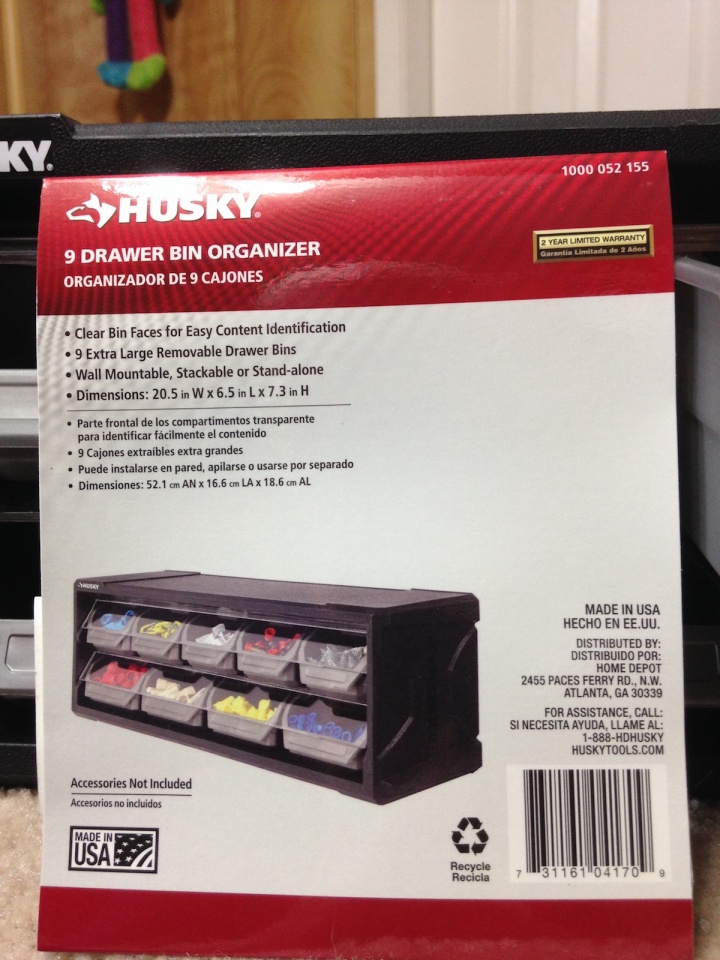 KY.
1000 052 155
HUSKY®
9 DRAWER BIN ORGANIZER
ORGANIZADOR DE 9 CAJONES
2 YEAR LIMITED WARRANTY
Garantía Limitada de 2 Años
• Clear Bin Faces for Easy Content Identification
• 9 Extra Large Removable Drawer Bins
• Wall Mountable, Stackable or Stand-alone
• Dimensions: 20.5 in W x 6.5 in L x 7.3 in H
• Parte frontal de los compartimentos transparente
para identificar fácilmente el contenido
• 9 Cajones extraíbles extra grandes
• Puede instalarse en pared, apilarse o usarse por separado
• Dimensiones: 52.1 cm AN x 16.6 cm LA x 18.6 cm AL
HUSKY
MADE IN USA
HECHO EN EE.UU.
DISTRIBUTED BY:
DISTRIBUIDO POR:
HOME DEPOT
2455 PACES FERRY RD., N.W.
ATLANTA, GA 30339
FOR ASSISTANCE, CALL:
SI NECESITA AYUDA, LLAME AL:
1-888-HDHUSKY
HUSKYTOOLS.COM
Accessories Not Included
Accesorios no incluidos
MADE IN
USA
Recycle
Recicla
7 31161 04170 9